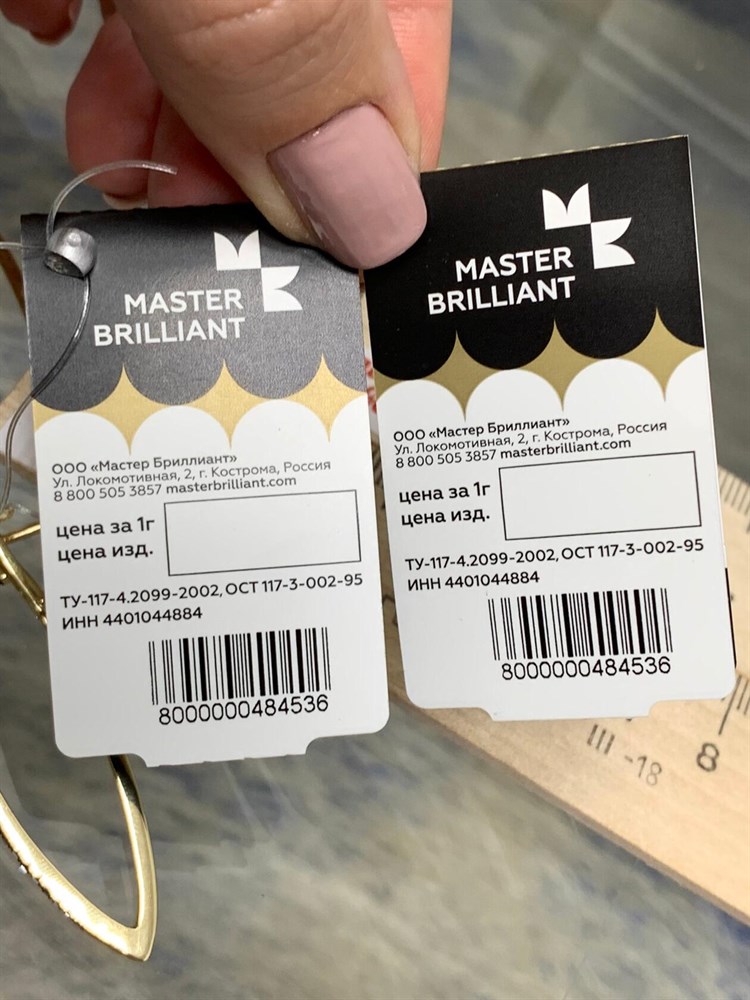 MASTER
BRILLIANT
ООО «Мастер Бриллиант»
Ул. Локомотивная, 2, г. Кострома, Россия
8 800 505 3857 masterbrilliant.com
цена за 1г
цена изд.
ТУ-117-4.2099-2002, ОСТ 117-3-002-95
ИНН 4401044884
8000000484536
MASTER
BRILLIANT
ООО «Мастер Бриллиант»
Ул. Локомотивная, 2, г. Кострома, Россия
8 800 505 3857 masterbrilliant.com
цена за 1г
цена изд.
ТУ-117-4.2099-2002, ОСТ 117-3-002-95
ИНН 4401044884
8000000484536
Ш -18
8